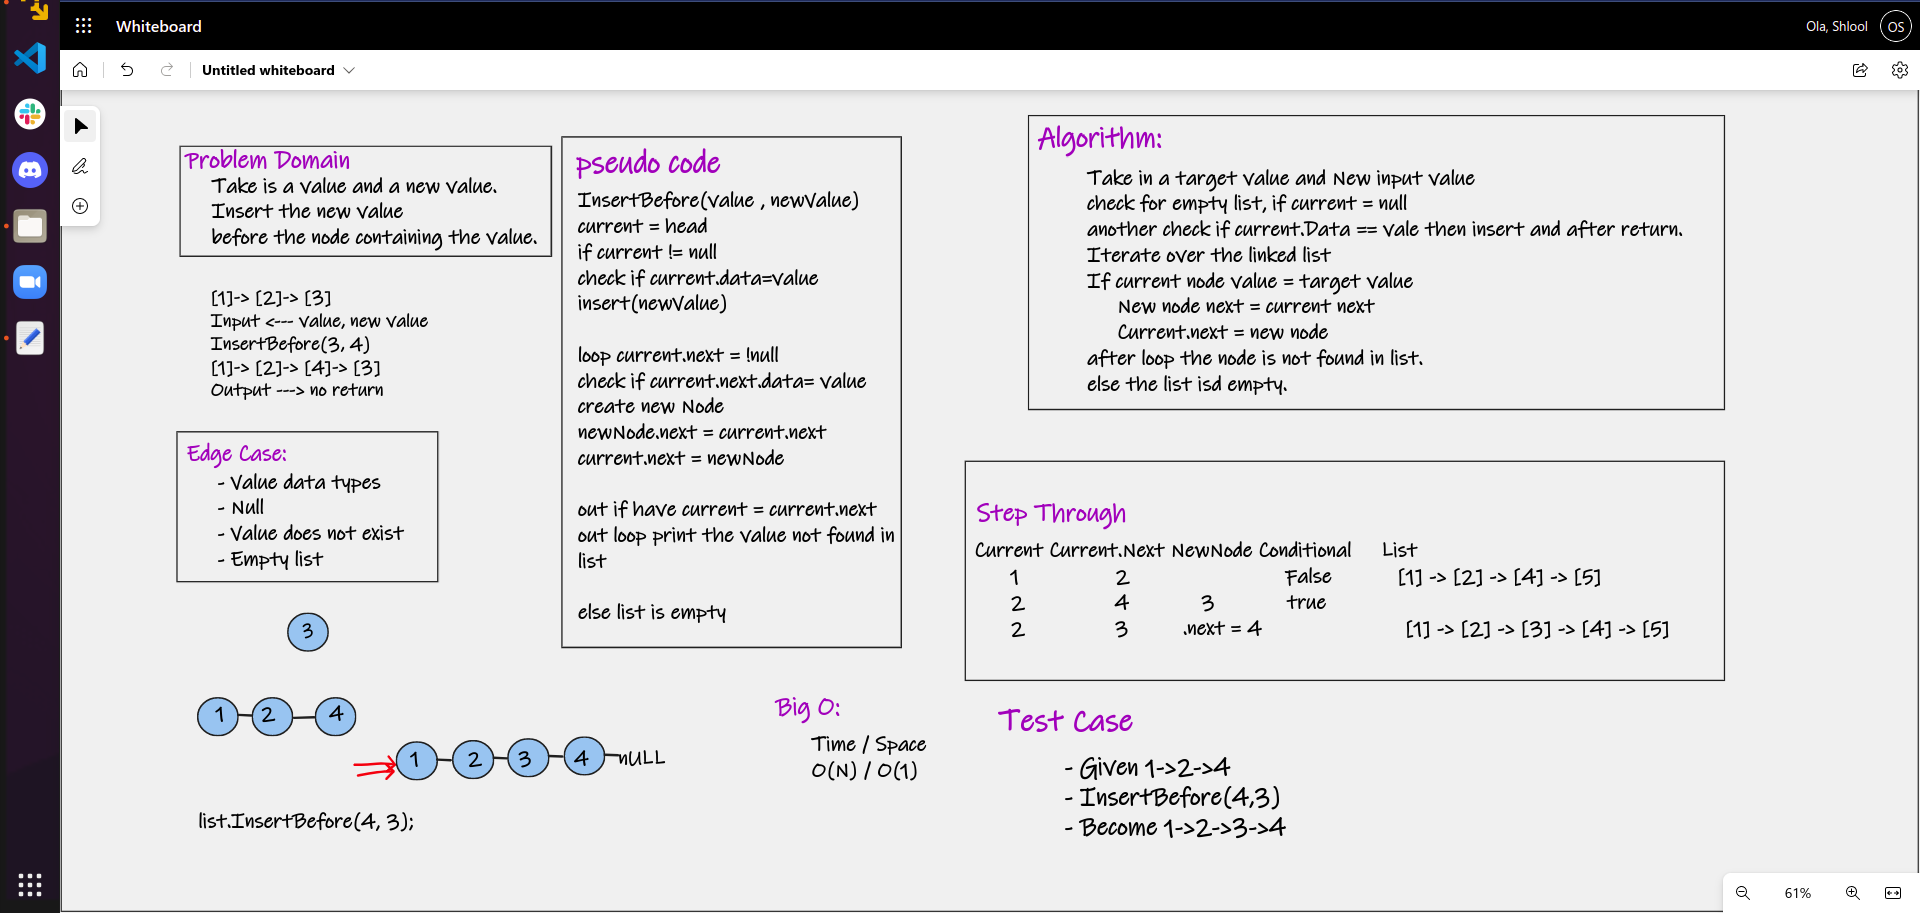 Whiteboard
Ola, Shlool
OS
Untitled whiteboard
Problem Domain
Take is a value and a new value.
Insert the new value
before the node containing the value.
[1]-> [2]-> [3]
Input <--- value, new value
InsertBefore(3, 4)
[1]-> [2]-> [4]-> [3]
Output ---> no return
Edge Case:
- Value data types
- Null
- Value does not exist
- Empty list
3
1 2 4
1 2 3 4 nULL
list.InsertBefore(4, 3);
pseudo code
InsertBefore(value , newValue)
current = head
if current != null
check if current.data=value
insert(newValue)
loop current.next = !null
check if current.next.data= value
create new Node
newNode.next = current.next
current.next = newNode
out if have current = current.next
out loop print the value not found in
list
else list is empty
Big O:
Time / Space
O(N) / O(1)
Algorithm:
Take in a target value and New input value
check for empty list, if current = null
another check if current.Data == vale then insert and after return.
Iterate over the linked list
If current node value = target value
New node next = current next
Current.next = new node
after loop the node is not found in list.
else the list isd empty.
Step Through
Current Current.Next NewNode Conditional List
1 2 False [1] -> [2] -> [4] -> [5]
2 4 3 true
2 3 .next = 4 [1] -> [2] -> [3] -> [4] -> [5]
Test Case
- Given 1->2->4
- InsertBefore(4,3)
- Become 1->2->3->4
61%